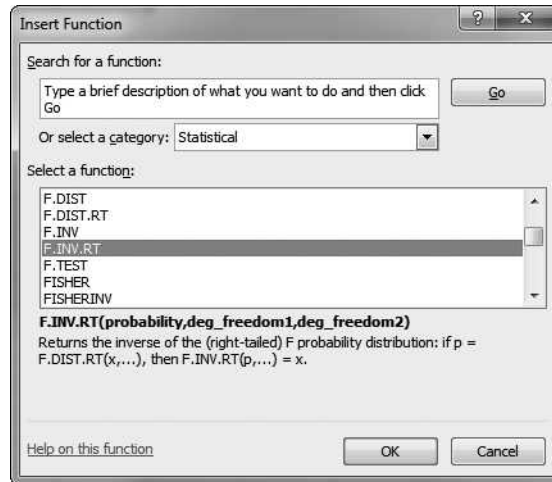 Insert Function
?
Search for a function:
Type a brief description of what you want to do and then click
Go
Go
Or select a category: Statistical
Select a function:
F.DIST
F.DIST.RT
F.INV
F.INV.RT
F.TEST
FISHER
FISHERINV
F.INV.RT(probability,deg_freedom1,deg_freedom2)
Returns the inverse of the (right-tailed) F probability distribution: if p =
F.DIST.RT(x,...), then F.INV.RT(p,...) = x.
Help on this function
OK
Cancel